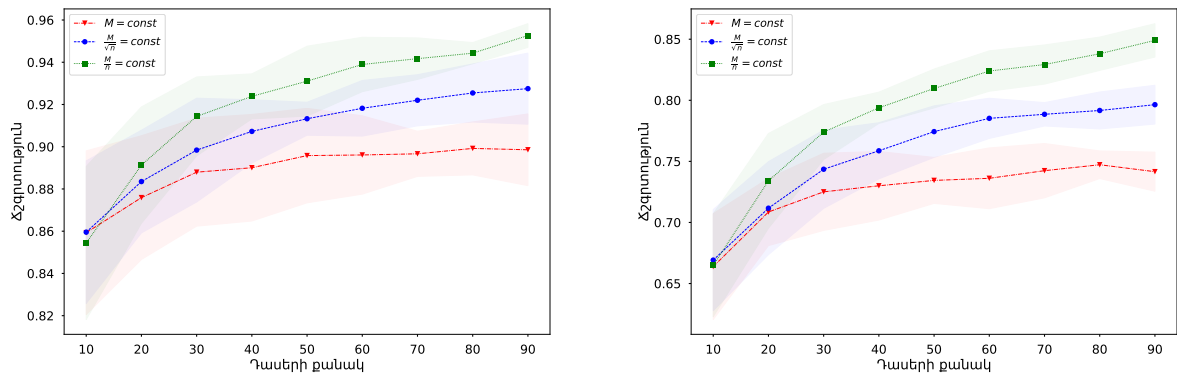 0.96
0.94
0.92
0.90
0.88
0.86
0.84
0.82
Ճշգրտություն
M = const
M/√n = const
M/n = const
10 20 30 40 50 60 70 80 90
Դասերի քանակ
0.85
0.80
0.75
0.70
0.65
Ճշգրտություն
M = const
M/√n = const
M/n = const
10 20 30 40 50 60 70 80 90
Դասերի քանակ